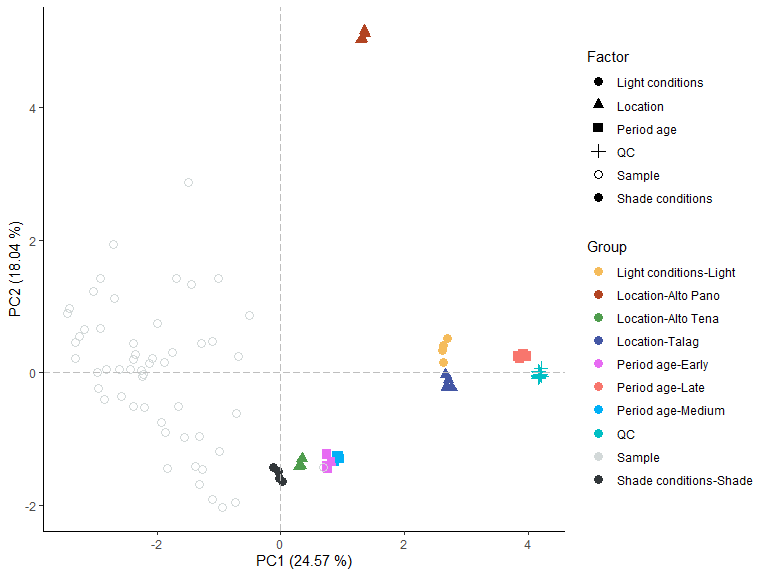 4
2
0
-2
PC2 (18.04 %)
-2
0
2
4
PC1 (24.57 %)
Factor
Light conditions
Location
Period age
QC
Sample
Shade conditions
Group
Light conditions-Light
Location-Alto Pano
Location-Alto Tena
Location-Talag
Period age-Early
Period age-Late
Period age-Medium
QC
Sample
Shade conditions-Shade